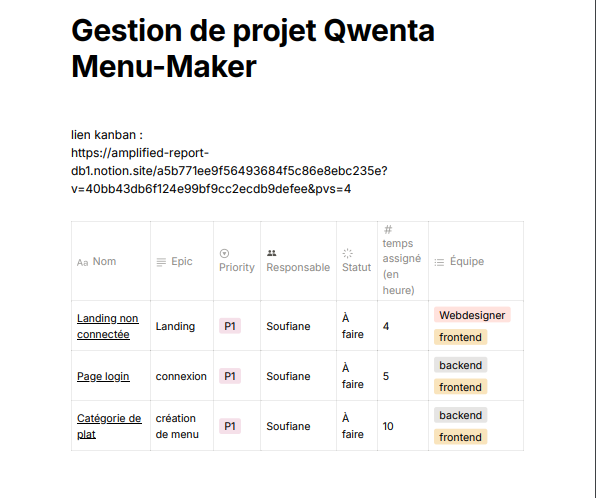 Gestion de projet Qwenta
Menu-Maker
lien kanban :
https://amplified-report-
db1.notion.site/a5b771ee9f56493684f5c86e8ebc235e?
v=40bb43db6f124e99bf9cc2ecdb9defee&pvs=4
Aa Nom Epic Priority Responsable Statut # temps assigné (en heure) Équipe
Landing non connectée Landing P1 Soufiane À faire 4 Webdesigner frontend
Page login connexion P1 Soufiane À faire 5 backend frontend
Catégorie de plat création de menu P1 Soufiane À faire 10 backend frontend